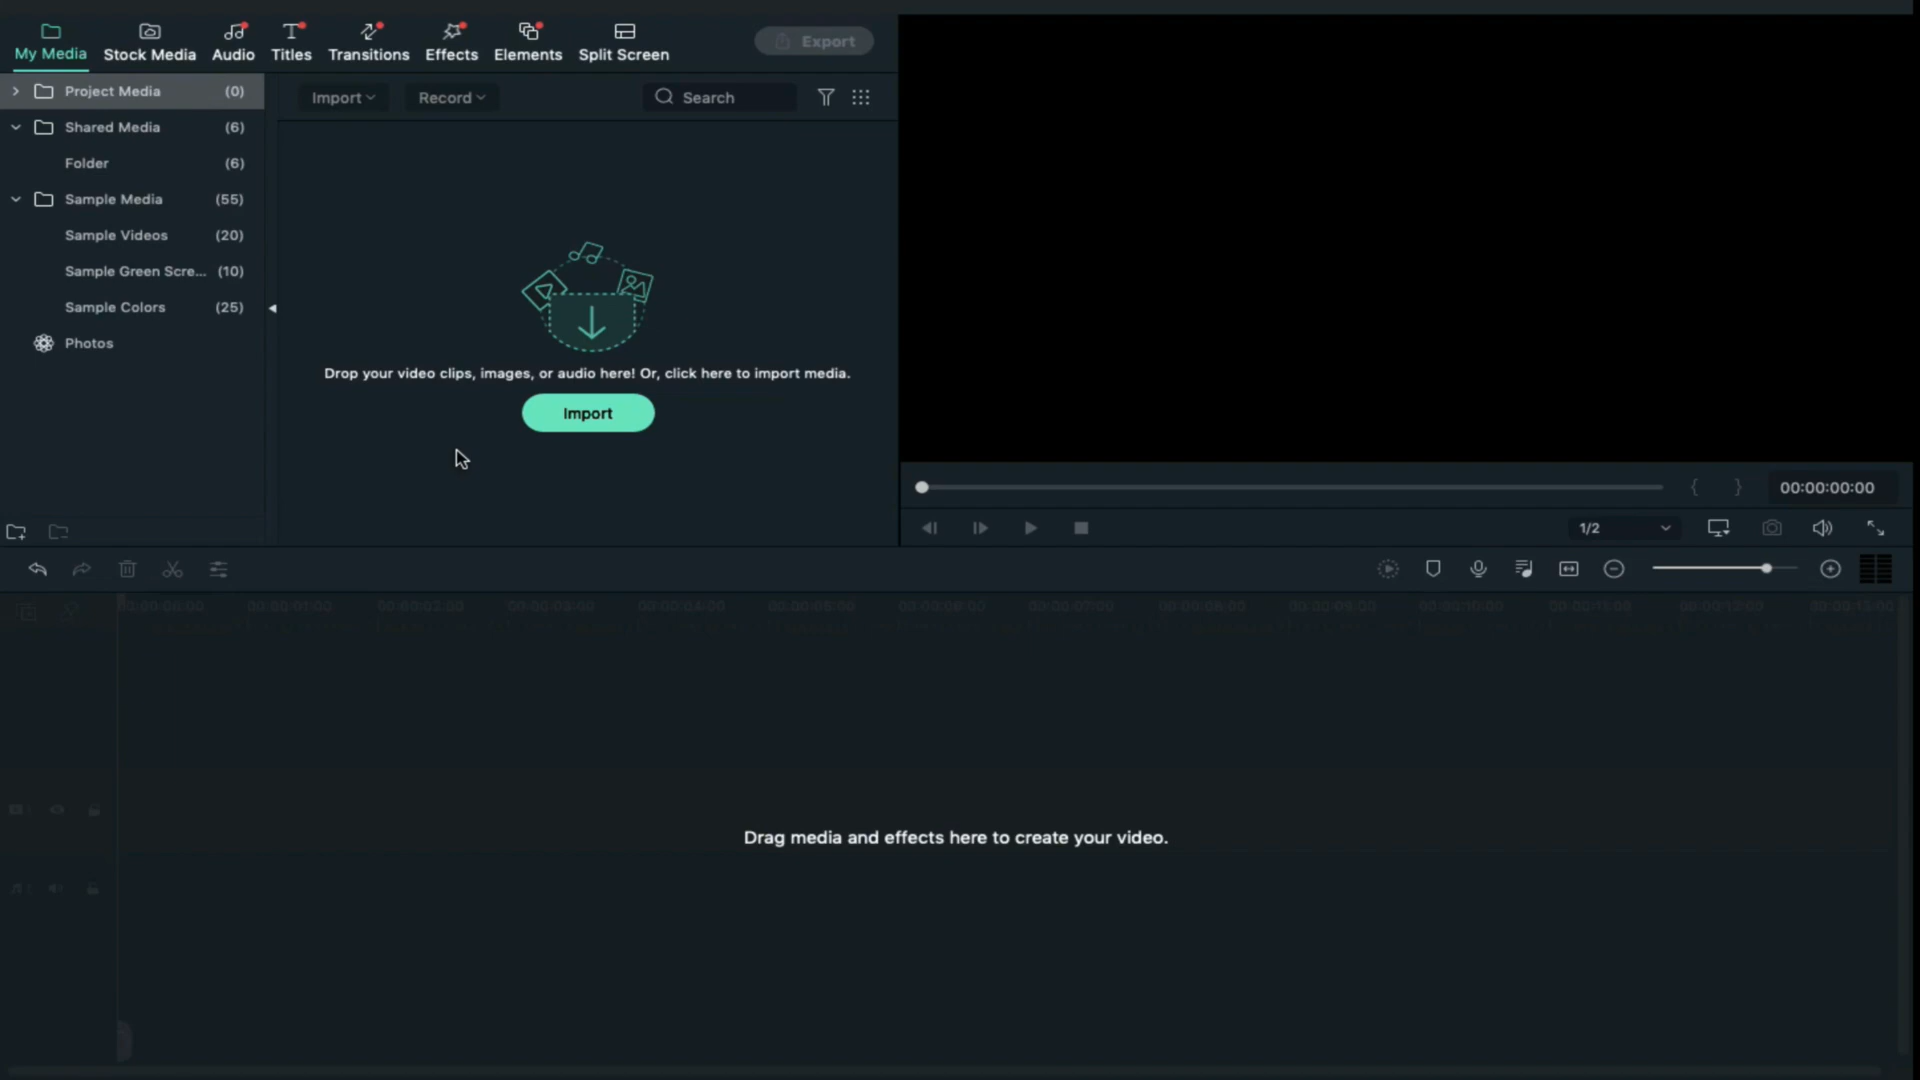 My Media
Stock Media
Audio
Titles
Transitions
Effects
Elements
Split Screen
Export
Project Media (0)
Import
Record
Search
Shared Media (6)
Folder (6)
Sample Media (55)
Sample Videos (20)
Sample Green Scre... (10)
Sample Colors (25)
Photos
Drop your video clips, images, or audio here! Or, click here to import media.
Import
{ }
00:00:00:00
1/2
Drag media and effects here to create your video.